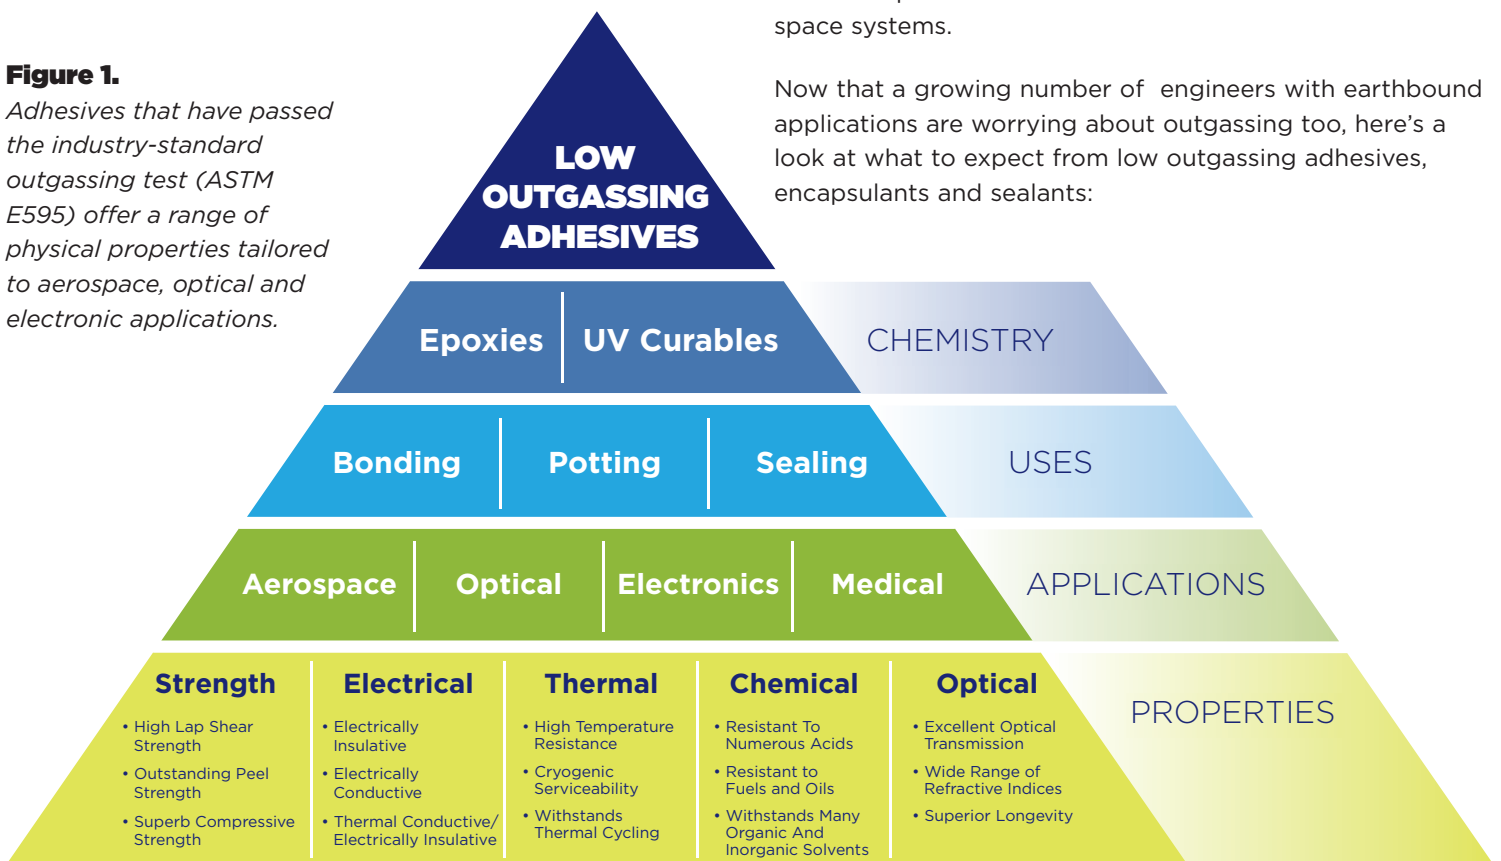 space systems.
Figure 1.
Adhesives that have passed
the industry-standard
outgassing test (ASTM
E595) offer a range of
physical properties tailored
to aerospace, optical and
electronic applications.
Now that a growing number of  engineers with earthbound
applications are worrying about outgassing too, here’s a
look at what to expect from low outgassing adhesives,
encapsulants and sealants:
LOW
OUTGASSING
ADHESIVES
Epoxies
UV Curables
CHEMISTRY
Bonding
Potting
Sealing
USES
Aerospace
Optical
Electronics
Medical
APPLICATIONS
Strength
• High Lap Shear
Strength
• Outstanding Peel
Strength
• Superb Compressive
Strength
Electrical
• Electrically
Insulative
• Electrically
Conductive
• Thermal Conductive/
Electrically Insulative
Thermal
• High Temperature
Resistance
• Cryogenic
Serviceability
• Withstands
Thermal Cycling
Chemical
• Resistant To
Numerous Acids
• Resistant to
Fuels and Oils
• Withstands Many
Organic And
Inorganic Solvents
Optical
• Excellent Optical
Transmission
• Wide Range of
Refractive Indices
• Superior Longevity
PROPERTIES